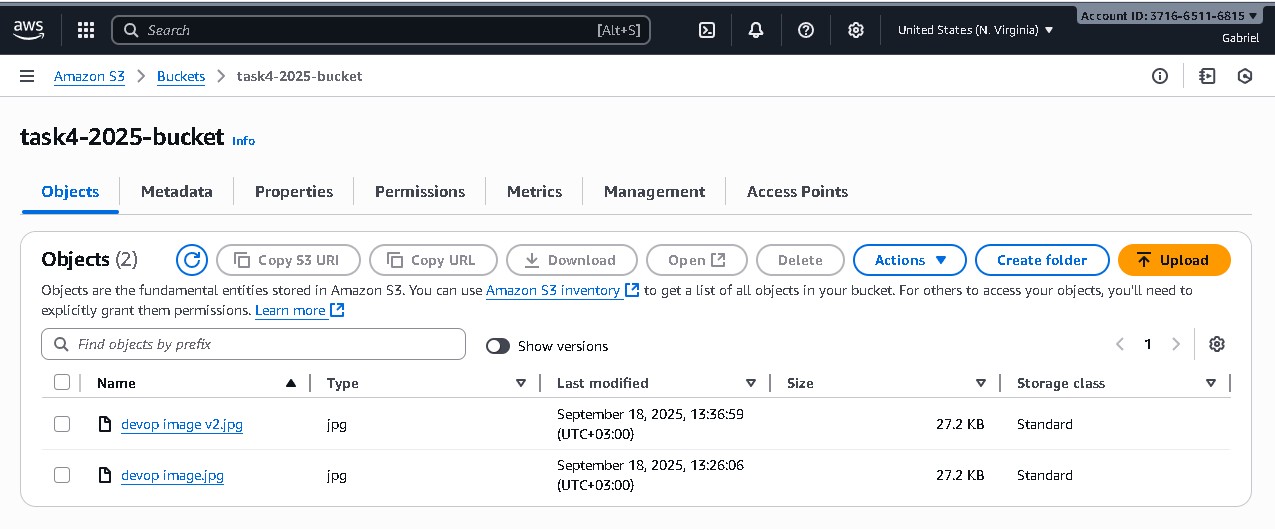 aws
Search [Alt+S]
United States (N. Virginia) ▼
Account ID: 3716-6511-6815 ▼
Gabriel
Amazon S3 > Buckets > task4-2025-bucket
task4-2025-bucket Info
Objects Metadata Properties Permissions Metrics Management Access Points
Objects (2) Copy S3 URI Copy URL Download Open Delete Actions ▼ Create folder Upload
Objects are the fundamental entities stored in Amazon S3. You can use Amazon S3 inventory to get a list of all objects in your bucket. For others to access your objects, you'll need to
explicitly grant them permissions. Learn more
Find objects by prefix Show versions < 1 >
Name Type Last modified Size Storage class
devop image v2.jpg jpg September 18, 2025, 13:36:59 (UTC+03:00) 27.2 KB Standard
devop image.jpg jpg September 18, 2025, 13:26:06 (UTC+03:00) 27.2 KB Standard